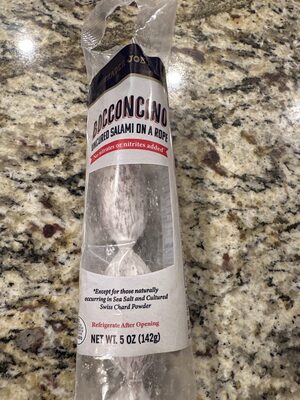 JOE
BOCCONCINO
UNCURED SALAMI ON A ROPE
No nitrates or nitrites added
*Except for those naturally
occurring in Sea Salt and Cultured
Swiss Chard Powder
Refrigerate After Opening
NET WT. 5 OZ (142g)